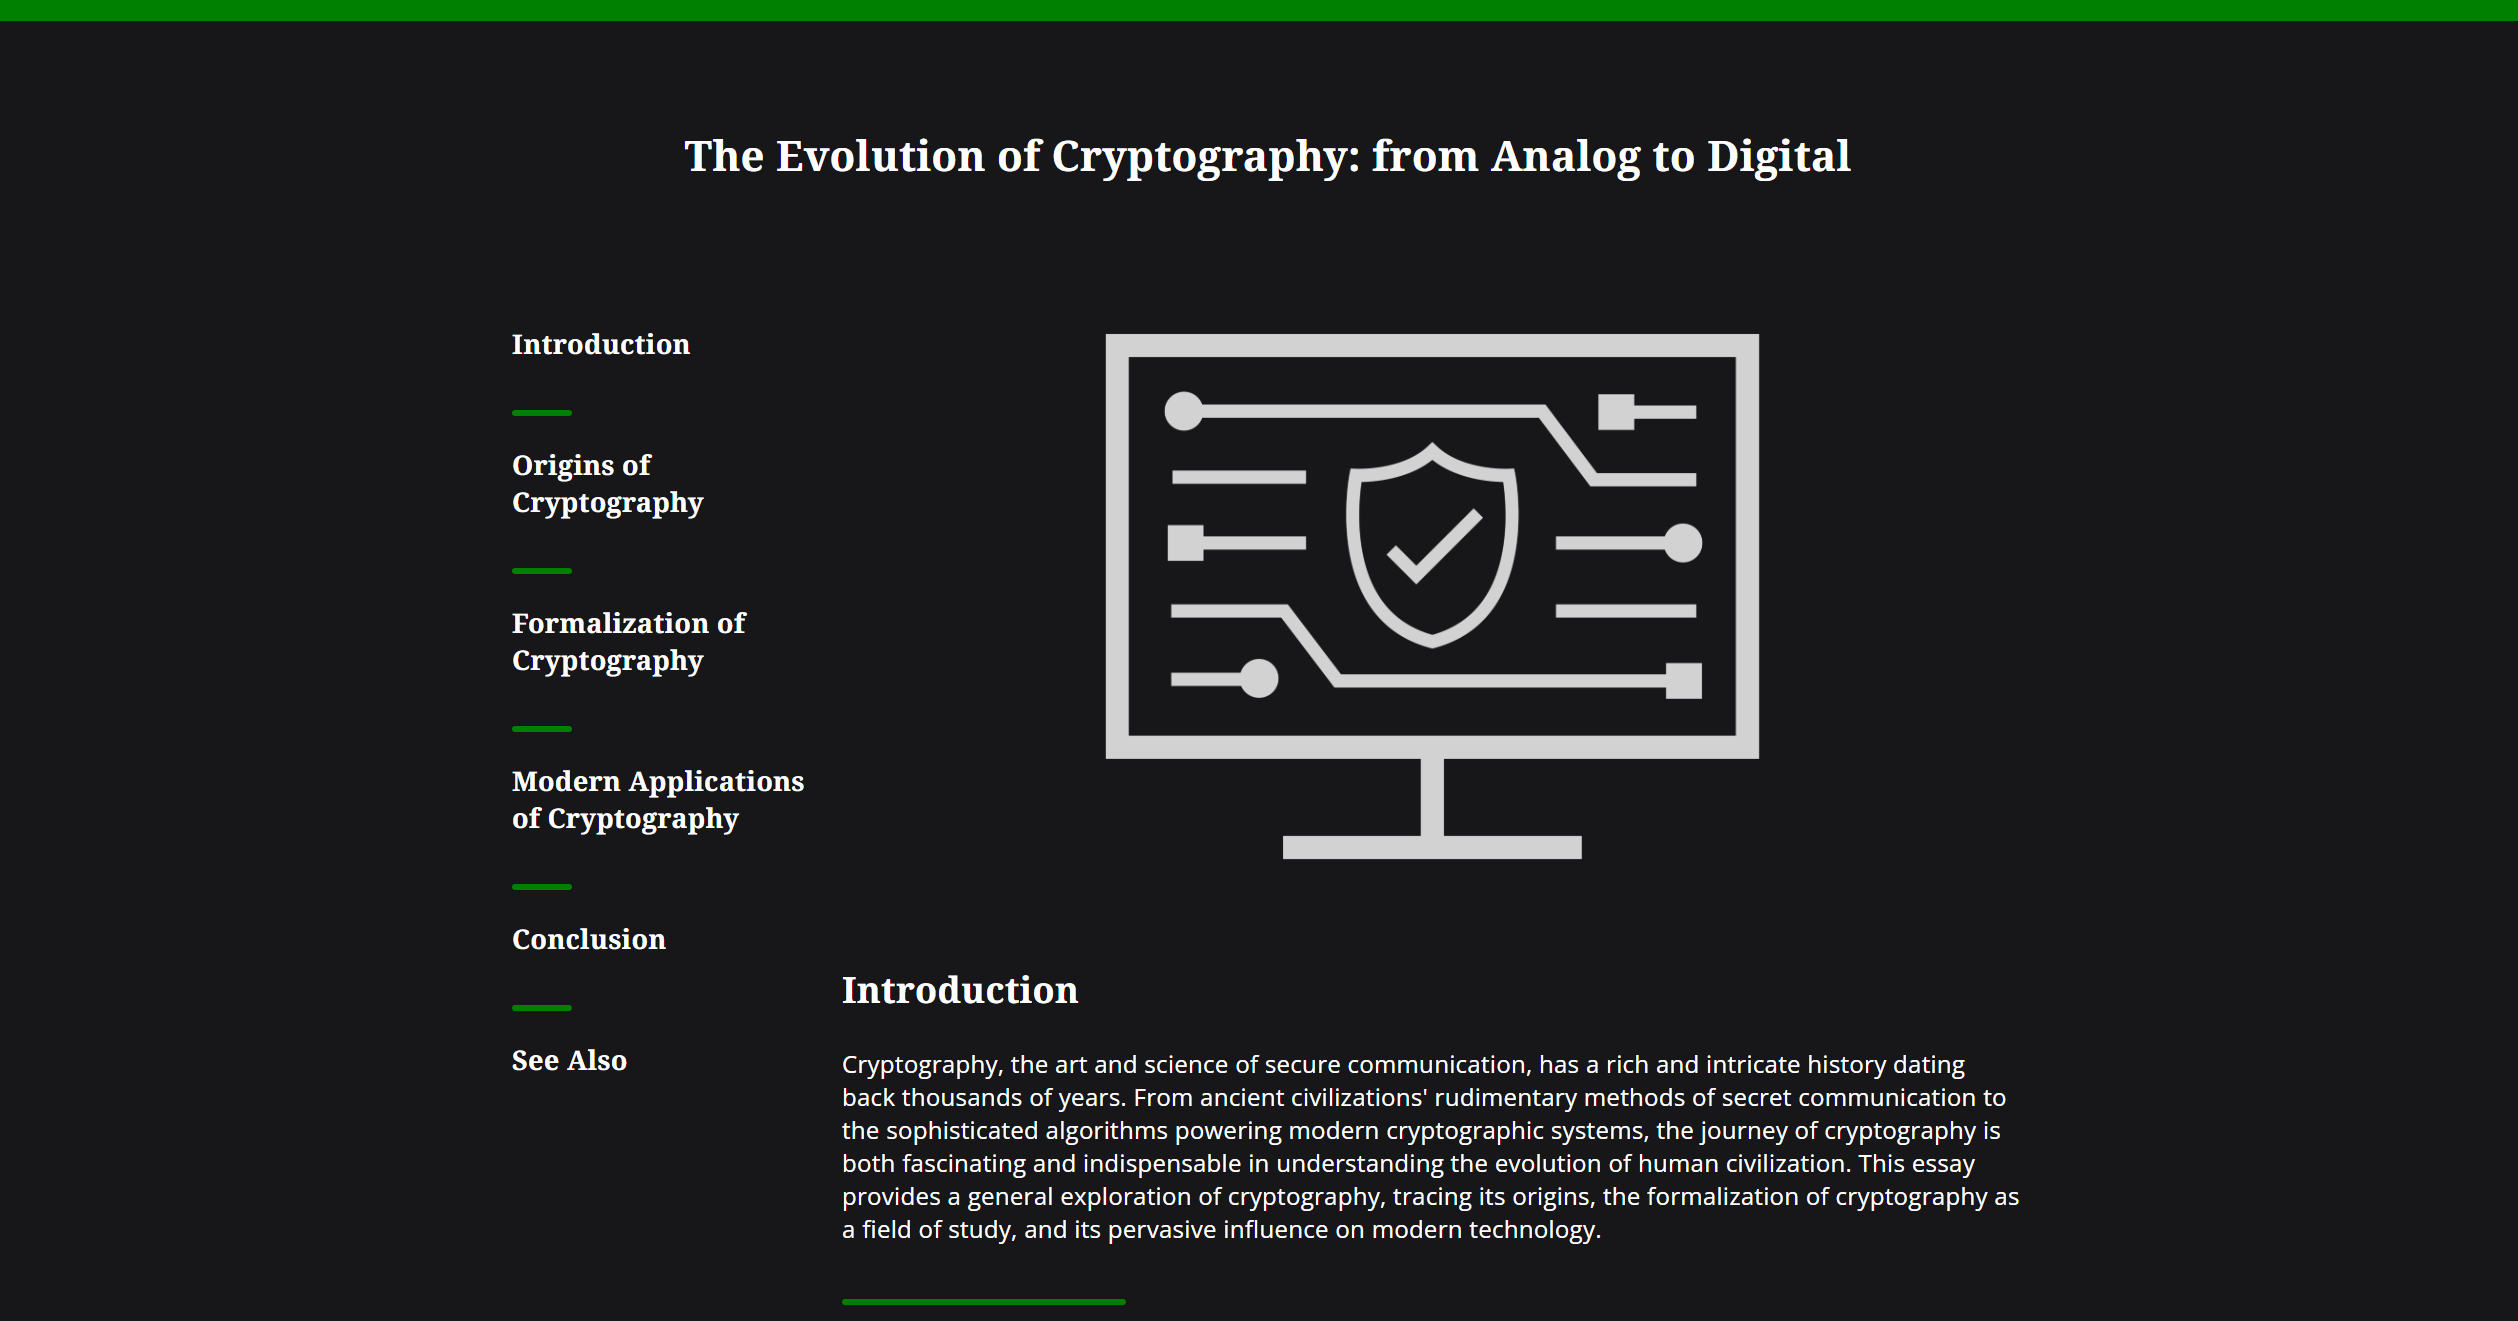 The Evolution of Cryptography: from Analog to Digital
Introduction
Origins of
Cryptography
Formalization of
Cryptography
Modern Applications
of Cryptography
Conclusion
See Also
Introduction
Cryptography, the art and science of secure communication, has a rich and intricate history dating
back thousands of years. From ancient civilizations' rudimentary methods of secret communication to
the sophisticated algorithms powering modern cryptographic systems, the journey of cryptography is
both fascinating and indispensable in understanding the evolution of human civilization. This essay
provides a general exploration of cryptography, tracing its origins, the formalization of cryptography as
a field of study, and its pervasive influence on modern technology.